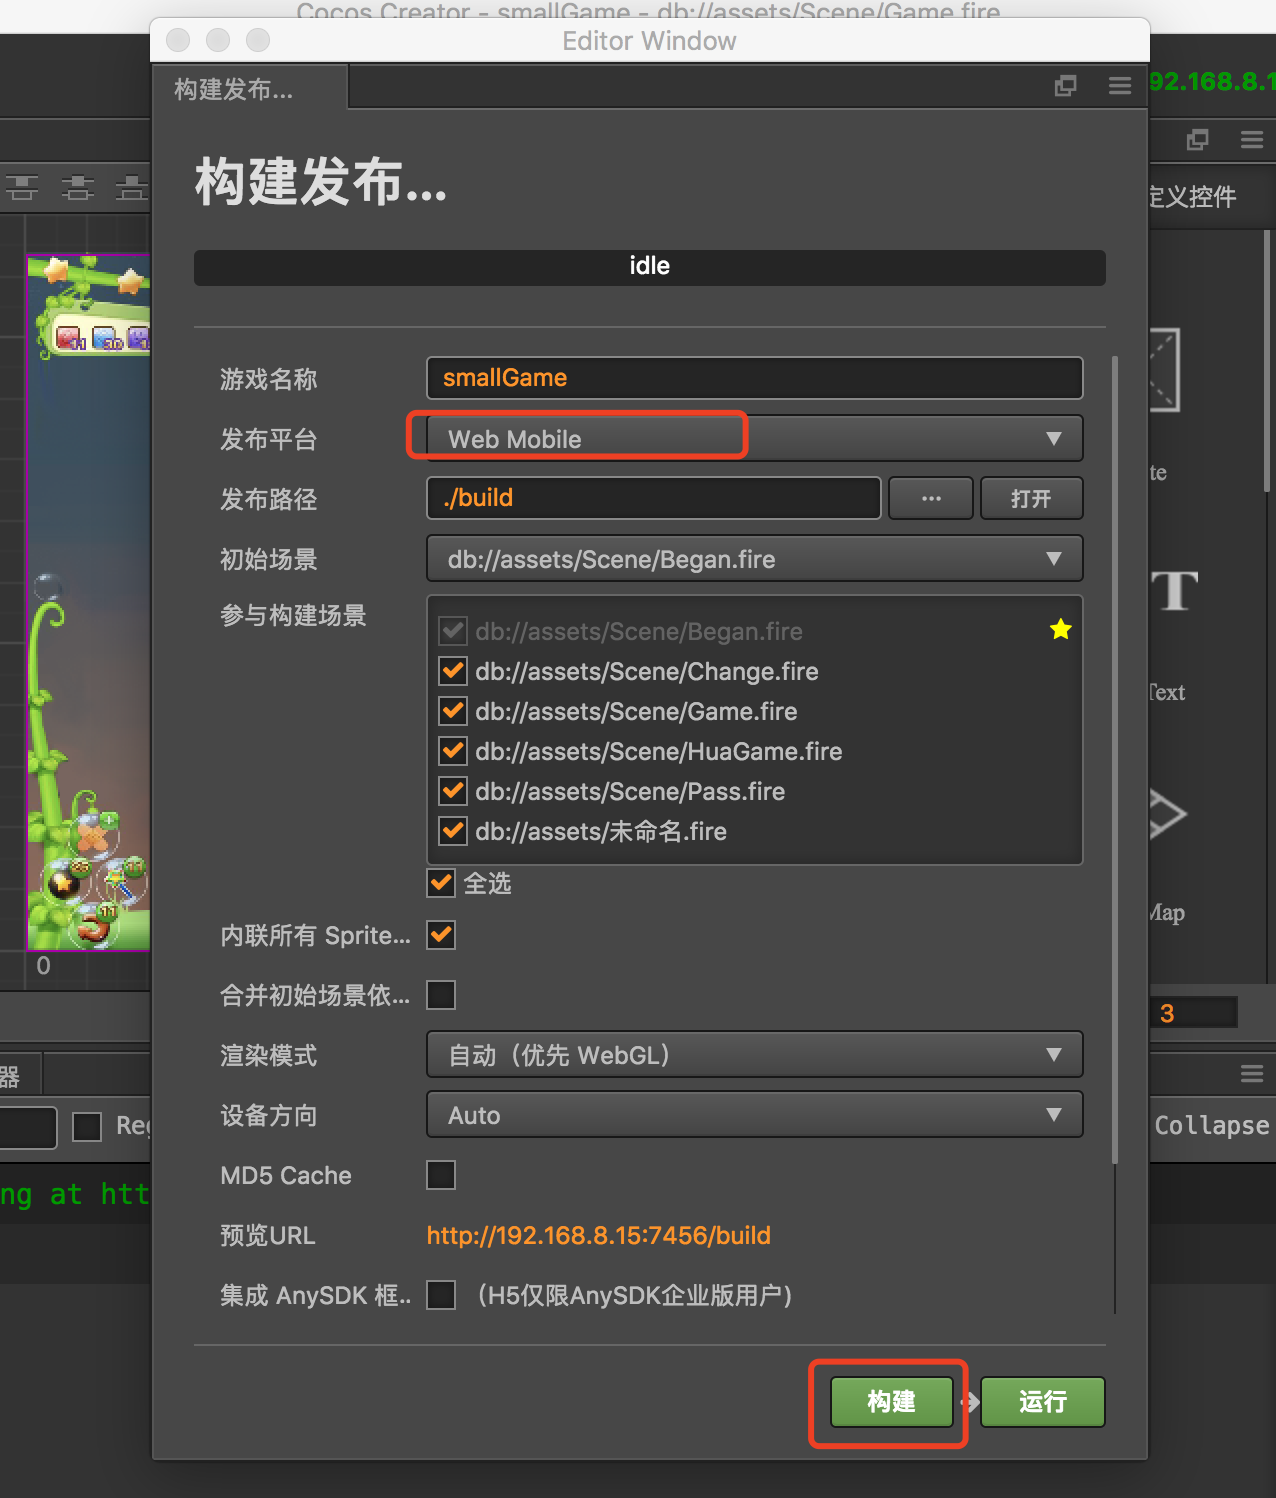 Cocos Creator - smallGame - db://assets/Scene/Game.fire
Editor Window
构建发布...
92.168.8.1
定义控件
构建发布...
idle
游戏名称 smallGame
发布平台 Web Mobile
发布路径 ./build ... 打开
初始场景 db://assets/Scene/Began.fire
参与构建场景
db://assets/Scene/Began.fire
db://assets/Scene/Change.fire
db://assets/Scene/Game.fire
db://assets/Scene/HuaGame.fire
db://assets/Scene/Pass.fire
db://assets/未命名.fire
全选
内联所有 Sprite...
合并初始场景依...
渲染模式 自动（优先 WebGL）
设备方向 Auto
MD5 Cache
预览URL http://192.168.8.15:7456/build
集成 AnySDK 框.. （H5仅限AnySDK企业版用户）
构建 运行
te
Text
Map
0
3
器
Reg
Collapse
ng at htt
11
11